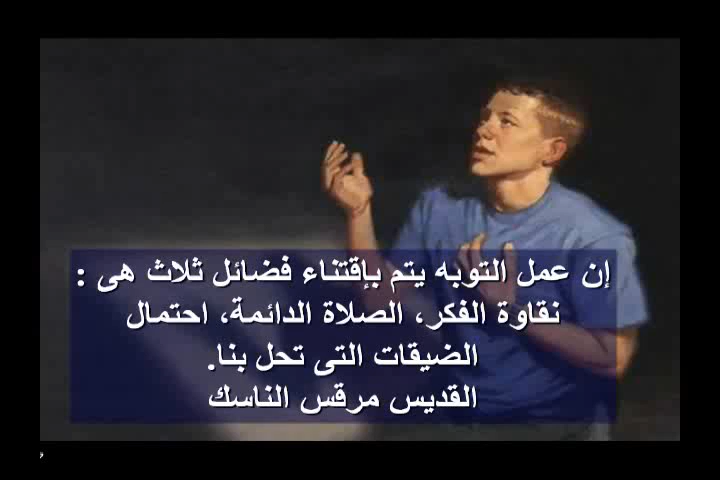 إن عمل التوبه يتم بإقتناء فضائل ثلاث هى :
نقاوة الفكر، الصلاة الدائمة، احتمال
الضيقات التى تحل بنا.
القديس مرقس الناسك